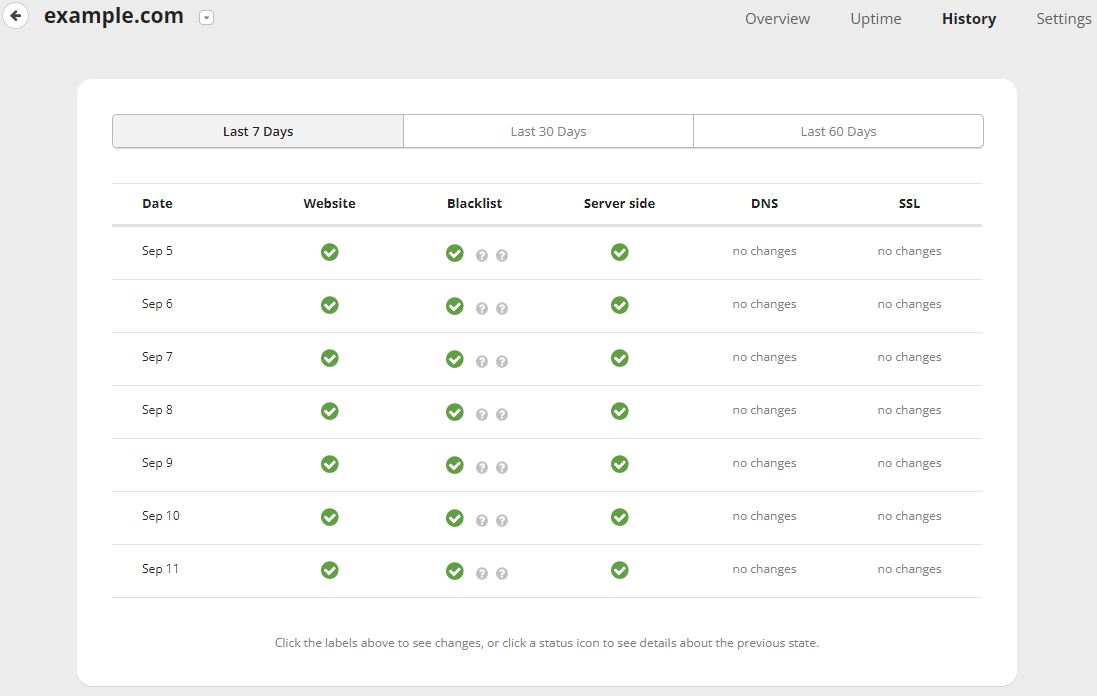 example.com
Overview Uptime History Settings
Last 7 Days Last 30 Days Last 60 Days
Date Website Blacklist Server side DNS SSL
Sep 5 ? ? no changes no changes
Sep 6 ? ? no changes no changes
Sep 7 ? ? no changes no changes
Sep 8 ? ? no changes no changes
Sep 9 ? ? no changes no changes
Sep 10 ? ? no changes no changes
Sep 11 ? ? no changes no changes
Click the labels above to see changes, or click a status icon to see details about the previous state.